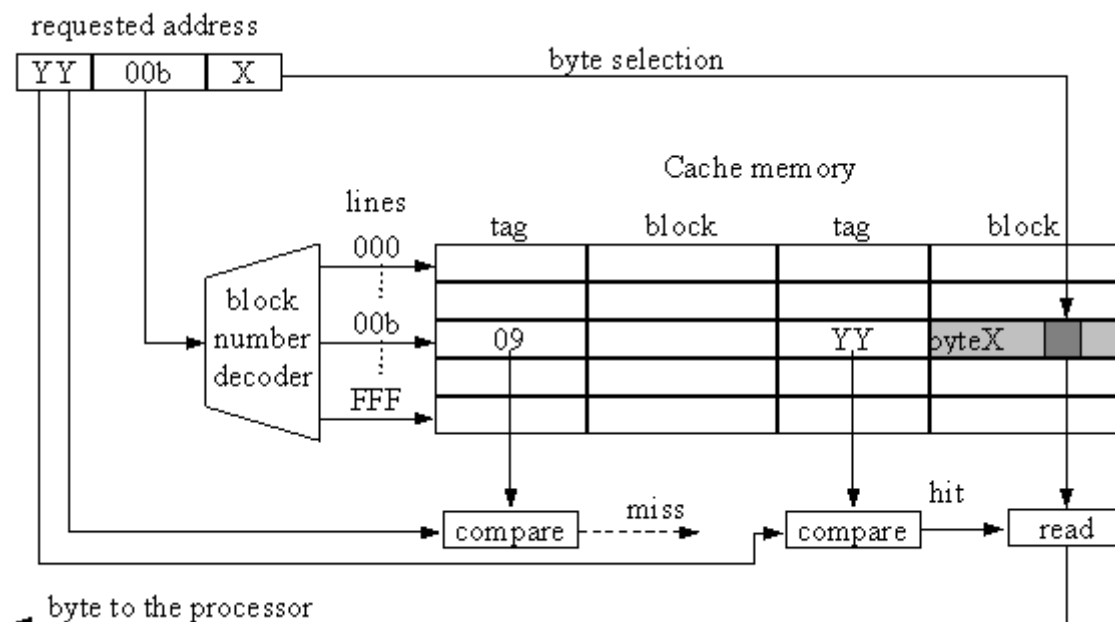 requested address
YY 00b X
byte selection
Cache memory
lines
tag block tag block
000
block number decoder
00b
09 YY byteX
FFF
compare miss compare hit read
byte to the processor